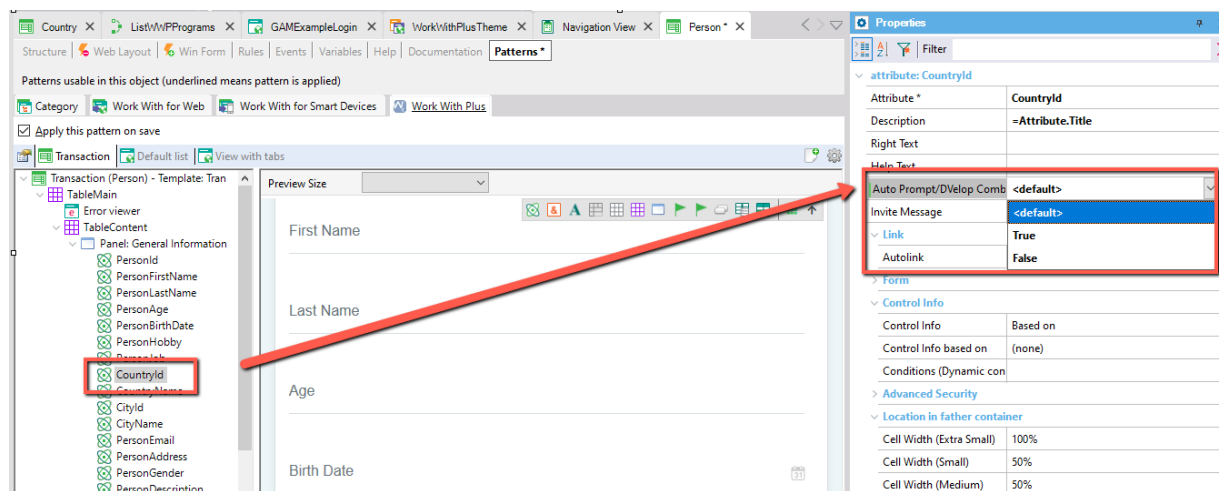 Country X ListWWPPrograms X GAMExampleLogin X WorkWithPlusTheme X Navigation View X Person * X
Structure Web Layout Win Form Rules Events Variables Help Documentation Patterns *
Patterns usable in this object (underlined means pattern is applied)
Category Work With for Web Work With for Smart Devices Work With Plus
Apply this pattern on save
Transaction Default list View with tabs
Transaction (Person) - Template: Tran
TableMain
Error viewer
TableContent
Panel: General Information
PersonId
PersonFirstName
PersonLastName
PersonAge
PersonBirthDate
PersonHobby
PersonJob
CountryId
CountryName
CityId
CityName
PersonEmail
PersonAddress
PersonGender
PersonDescription
Preview Size
First Name
Last Name
Age
Birth Date
31
Properties
Filter
attribute: CountryId
Attribute * CountryId
Description =Attribute.Title
Right Text
Help Text
Auto Prompt/DVelop Comb <default>
Invite Message <default>
Link True
Autolink False
Form
Control Info
Control Info Based on
Control Info based on (none)
Conditions (Dynamic con
Advanced Security
Location in father container
Cell Width (Extra Small) 100%
Cell Width (Small) 50%
Cell Width (Medium) 50%